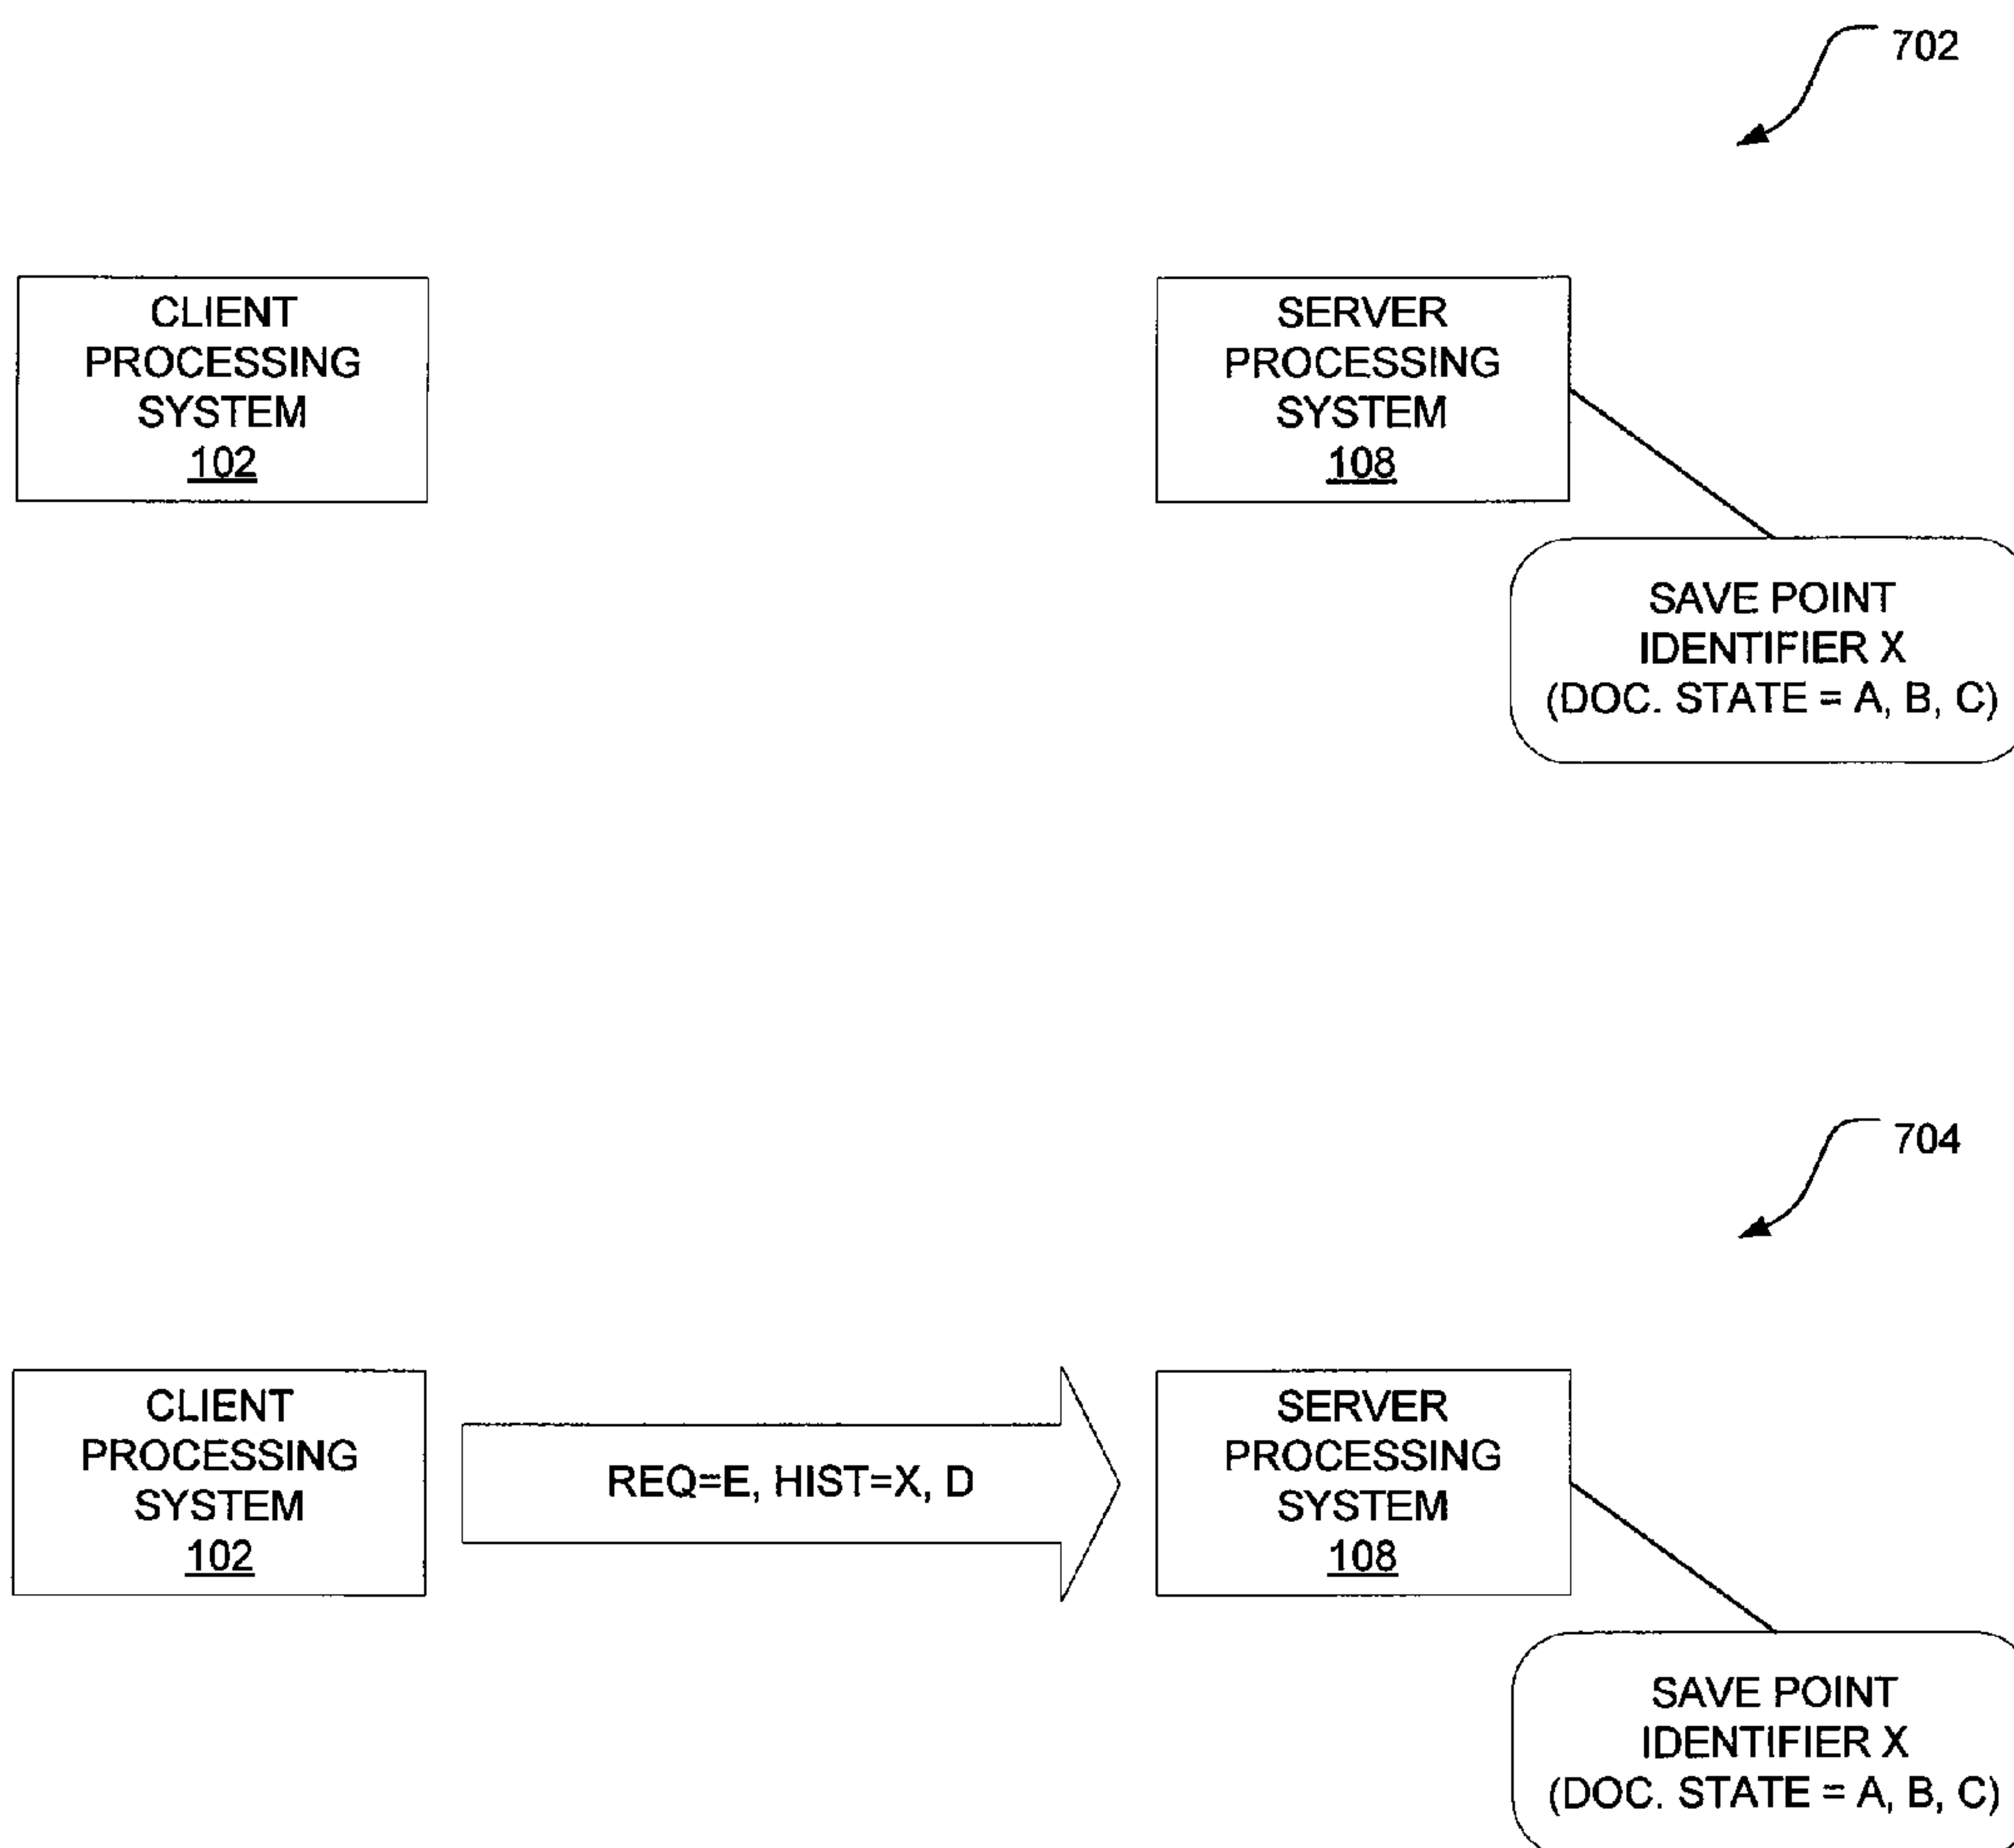 702
CLIENT
PROCESSING
SYSTEM
102
SERVER
PROCESSING
SYSTEM
108
SAVE POINT
IDENTIFIER X
(DOC. STATE = A, B, C)
704
CLIENT
PROCESSING
SYSTEM
102
REQ=E, HIST=X, D
SERVER
PROCESSING
SYSTEM
108
SAVE POINT
IDENTIFIER X
(DOC. STATE = A, B, C)